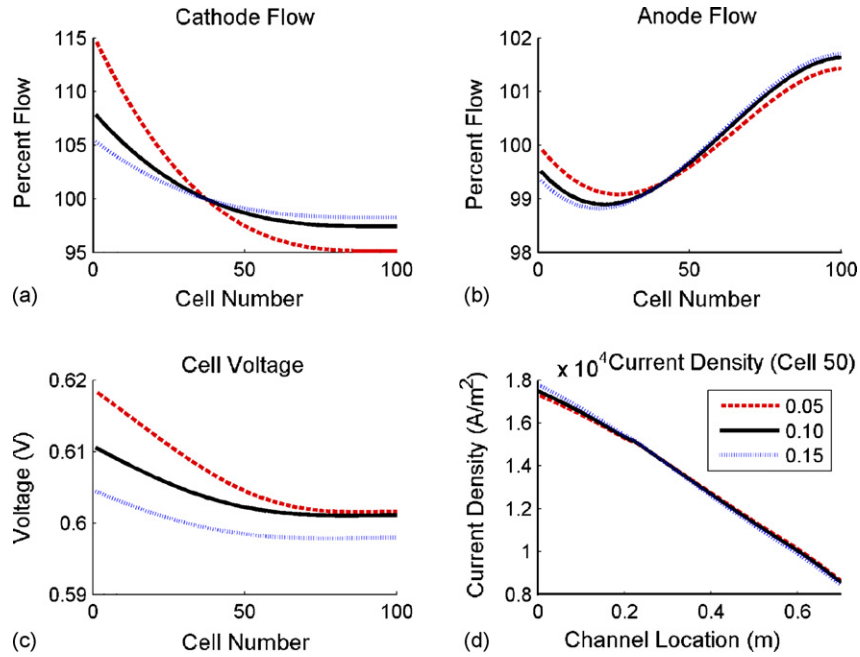 Cathode Flow
115
110
105
100
95
Percent Flow
0
50
100
(a)
Cell Number
Anode Flow
102
101
100
99
98
Percent Flow
0
50
100
(b)
Cell Number
Cell Voltage
0.62
0.61
0.6
0.59
Voltage (V)
0
50
100
(c)
Cell Number
x 10⁴ Current Density (Cell 50)
1.8
1.6
1.4
1.2
1
0.8
Current Density (A/m²)
0.05
0.10
0.15
0
0.2
0.4
0.6
(d)
Channel Location (m)